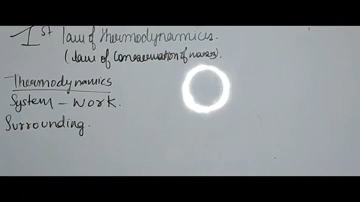 1st law of thermodynamics.
(law of conservation of
Thermodynamics
System - Work.
Surrounding.